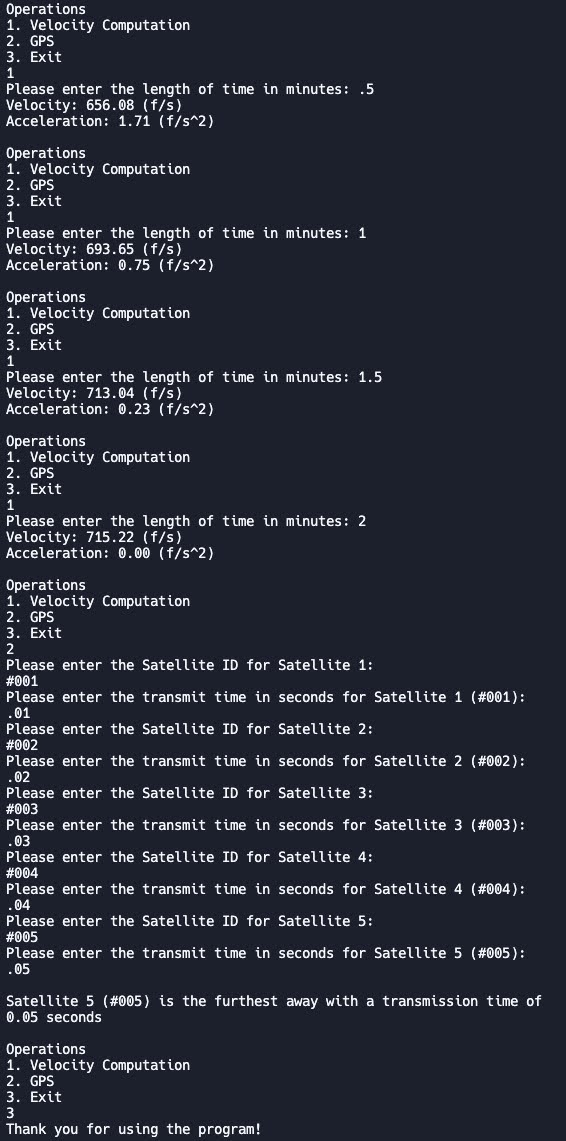 Operations
1. Velocity Computation
2. GPS
3. Exit
1
Please enter the length of time in minutes: .5
Velocity: 656.08 (f/s)
Acceleration: 1.71 (f/s^2)

Operations
1. Velocity Computation
2. GPS
3. Exit
1
Please enter the length of time in minutes: 1
Velocity: 693.65 (f/s)
Acceleration: 0.75 (f/s^2)

Operations
1. Velocity Computation
2. GPS
3. Exit
1
Please enter the length of time in minutes: 1.5
Velocity: 713.04 (f/s)
Acceleration: 0.23 (f/s^2)

Operations
1. Velocity Computation
2. GPS
3. Exit
1
Please enter the length of time in minutes: 2
Velocity: 715.22 (f/s)
Acceleration: 0.00 (f/s^2)

Operations
1. Velocity Computation
2. GPS
3. Exit
2
Please enter the Satellite ID for Satellite 1:
#001
Please enter the transmit time in seconds for Satellite 1 (#001):
.01
Please enter the Satellite ID for Satellite 2:
#002
Please enter the transmit time in seconds for Satellite 2 (#002):
.02
Please enter the Satellite ID for Satellite 3:
#003
Please enter the transmit time in seconds for Satellite 3 (#003):
.03
Please enter the Satellite ID for Satellite 4:
#004
Please enter the transmit time in seconds for Satellite 4 (#004):
.04
Please enter the Satellite ID for Satellite 5:
#005
Please enter the transmit time in seconds for Satellite 5 (#005):
.05

Satellite 5 (#005) is the furthest away with a transmission time of
0.05 seconds

Operations
1. Velocity Computation
2. GPS
3. Exit
3
Thank you for using the program!